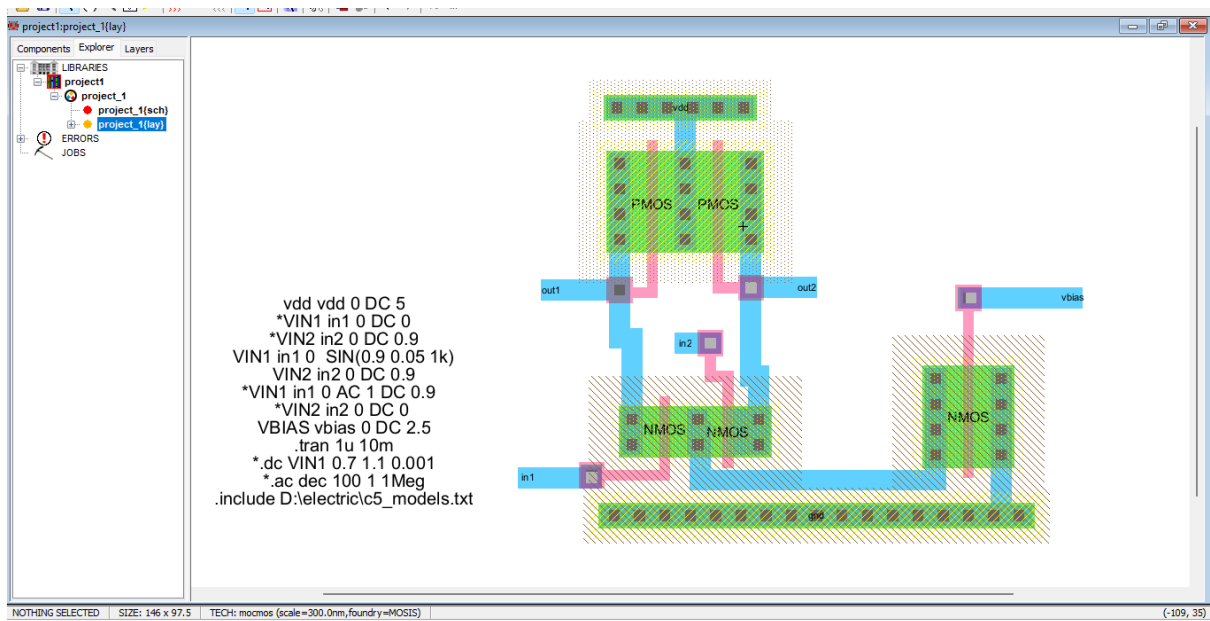 project1:project_1{lay}
Components Explorer Layers
LIBRARIES
project1
project_1
project_1{sch}
project_1{lay}
ERRORS
JOBS
vdd
PMOS PMOS
out1
out2
vbias
in2
NMOS NMOS
NMOS
in1
gnd
vdd vdd 0 DC 5
*VIN1 in1 0 DC 0
*VIN2 in2 0 DC 0.9
VIN1 in1 0 SIN(0.9 0.05 1k)
VIN2 in2 0 DC 0.9
*VIN1 in1 0 AC 1 DC 0.9
*VIN2 in2 0 DC 0
VBIAS vbias 0 DC 2.5
.tran 1u 10m
*.dc VIN1 0.7 1.1 0.001
*.ac dec 100 1 1Meg
.include D:\electric\c5_models.txt
NOTHING SELECTED SIZE: 146 x 97.5 TECH: mocmos (scale=300.0nm,foundry=MOSIS) (-109, 35)